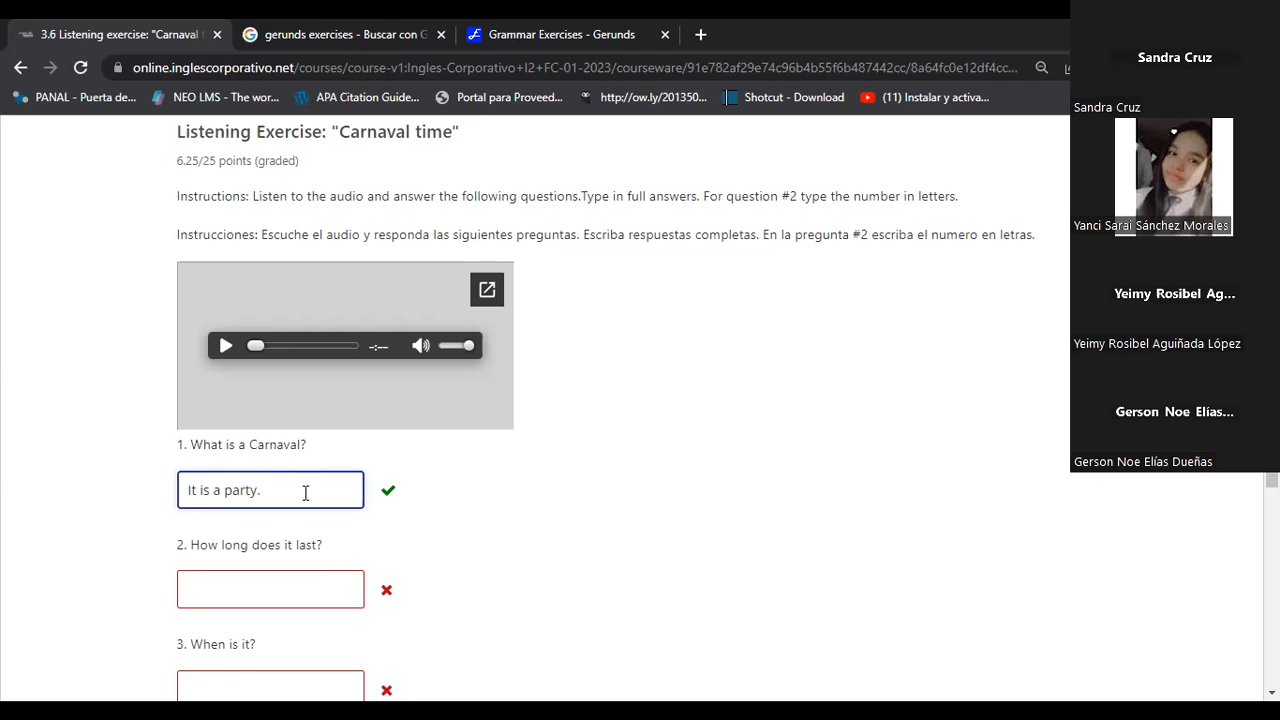 3.6 Listening exercise: "Carnaval
gerunds exercises - Buscar con G
Grammar Exercises - Gerunds
online.inglescorporativo.net/courses/course-v1:Ingles-Corporativo+I2+FC-01-2023/courseware/91e782af29e74c96b4b55f6b487442cc/8a64fc0e12df4cc...
PANAL - Puerta de...
NEO LMS - The wor...
APA Citation Guide...
Portal para Proveed...
http://ow.ly/201350...
Shotcut - Download
(11) Instalar y activa...
Listening Exercise: "Carnaval time"
6.25/25 points (graded)
Instructions: Listen to the audio and answer the following questions.Type in full answers. For question #2 type the number in letters.
Instrucciones: Escuche el audio y responda las siguientes preguntas. Escriba respuestas completas. En la pregunta #2 escriba el numero en letras.
-:--
1. What is a Carnaval?
It is a party.
2. How long does it last?
3. When is it?
Sandra Cruz
Sandra Cruz
Yanci Sarai Sánchez Morales
Yeimy Rosibel Ag...
Yeimy Rosibel Aguiñada López
Gerson Noe Elías...
Gerson Noe Elías Dueñas